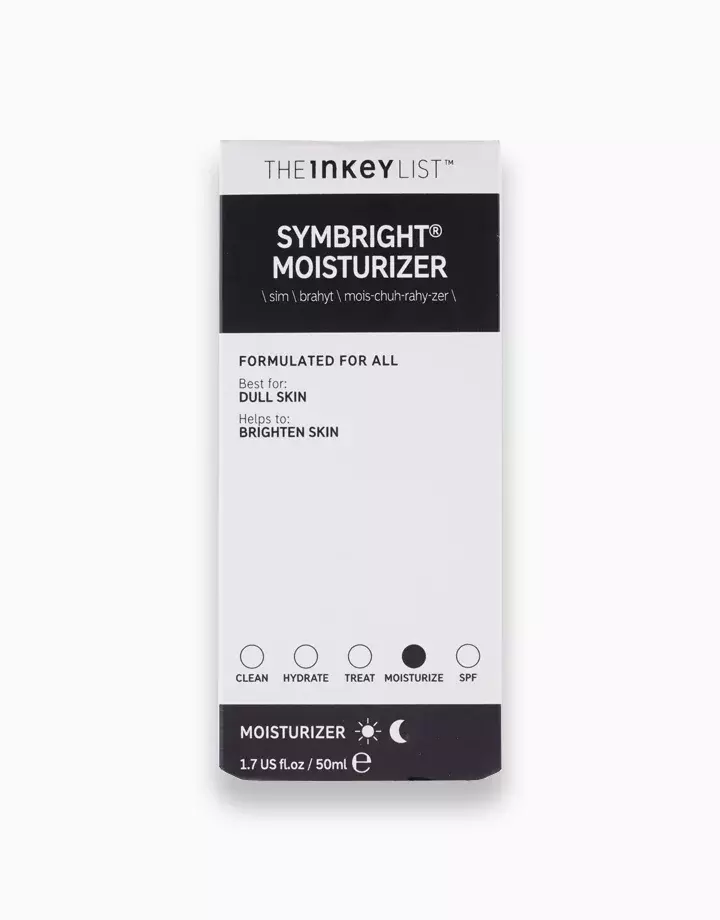 THE INKEY LIST™
SYMBRIGHT®
MOISTURIZER
\ sim \ brahyt \ mois-chuh-rahy-zer \
FORMULATED FOR ALL
Best for:
DULL SKIN
Helps to:
BRIGHTEN SKIN
CLEAN HYDRATE TREAT MOISTURIZE SPF
MOISTURIZER
1.7 US fl.oz / 50ml ℮